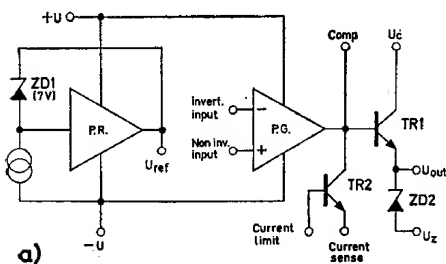 +U
Comp
Uc
ZD1
(7V)
P.R.
Uref
Invert.
input
Non inv.
input
P.G.
TR1
Uout
TR2
ZD2
Current
limit
Current
sense
Uz
-U
a)